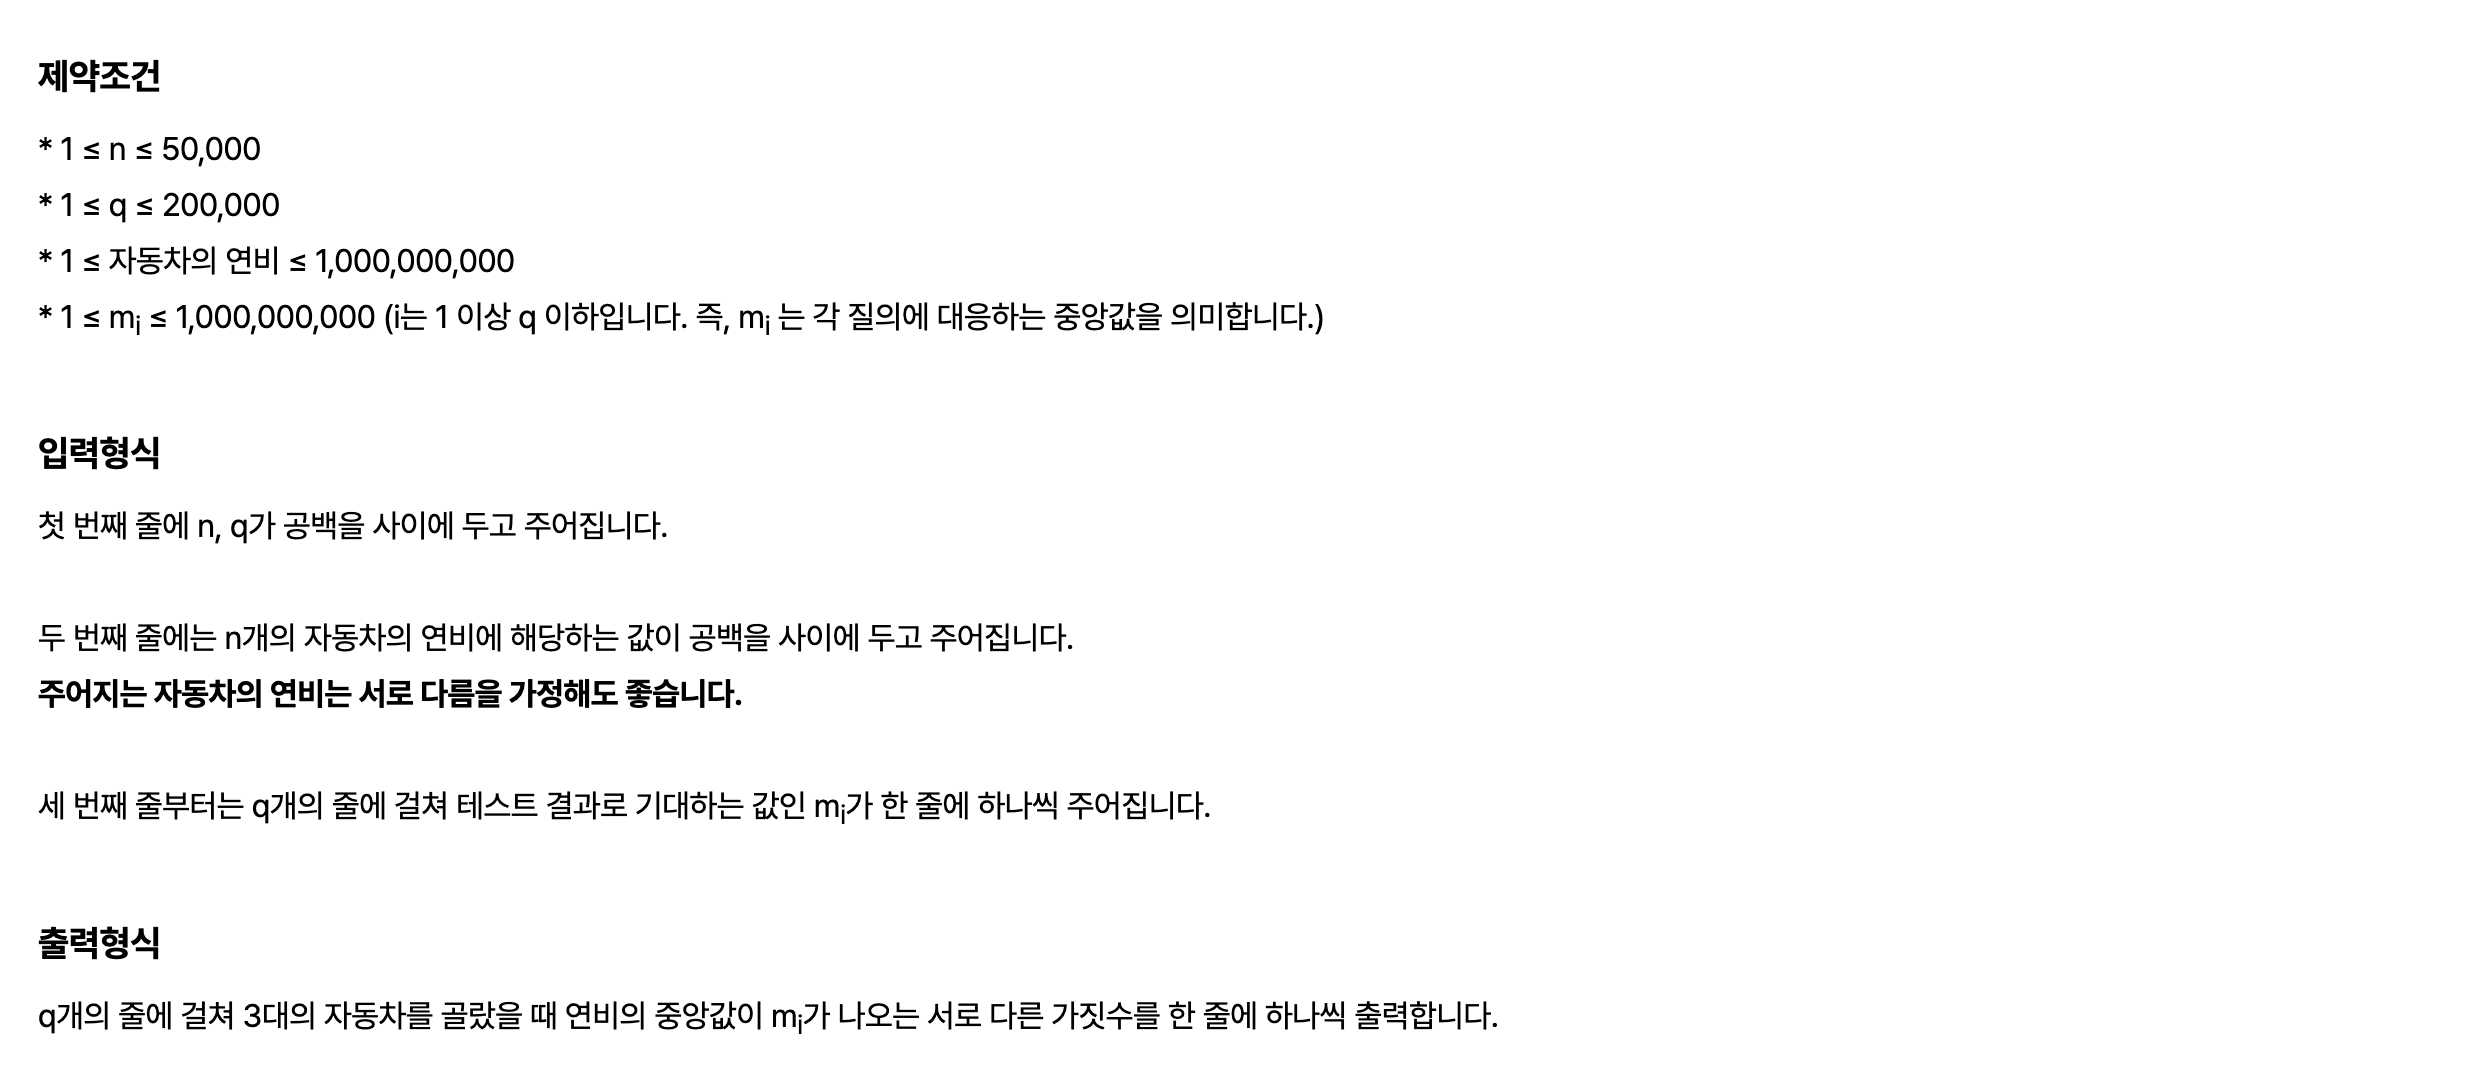 제약조건
* 1 ≤ n ≤ 50,000
* 1 ≤ q ≤ 200,000
* 1 ≤ 자동차의 연비 ≤ 1,000,000,000
* 1 ≤ mi ≤ 1,000,000,000 (i는 1 이상 q 이하입니다. 즉, mi 는 각 질의에 대응하는 중앙값을 의미합니다.)
입력형식
첫 번째 줄에 n, q가 공백을 사이에 두고 주어집니다.
두 번째 줄에는 n개의 자동차의 연비에 해당하는 값이 공백을 사이에 두고 주어집니다.
주어지는 자동차의 연비는 서로 다름을 가정해도 좋습니다.
세 번째 줄부터는 q개의 줄에 걸쳐 테스트 결과로 기대하는 값인 mi가 한 줄에 하나씩 주어집니다.
출력형식
q개의 줄에 걸쳐 3대의 자동차를 골랐을 때 연비의 중앙값이 mi가 나오는 서로 다른 가짓수를 한 줄에 하나씩 출력합니다.